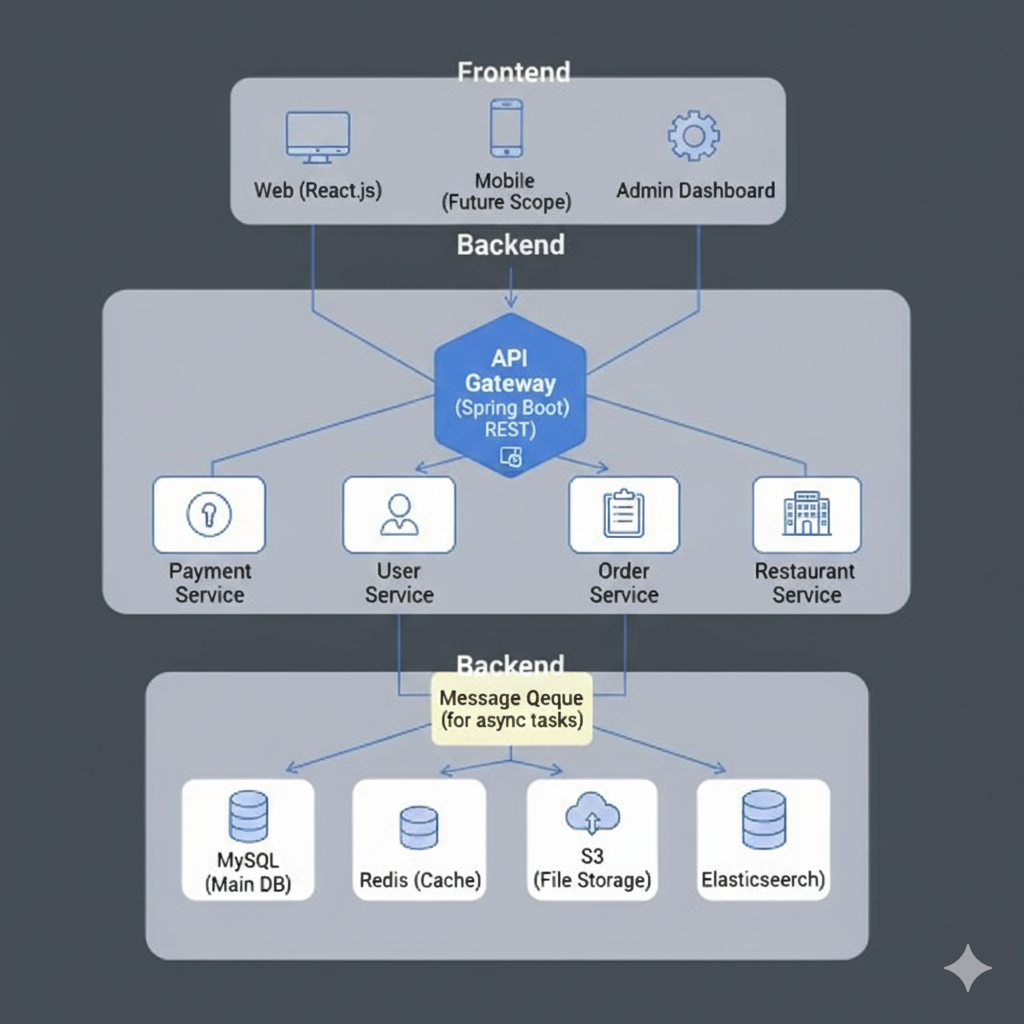 Frontend
Web (React.js)
Mobile
(Future Scope)
Admin Dashboard
Backend
API
Gateway
(Spring Boot)
REST)
Payment
Service
User
Service
Order
Service
Restaurant
Service
Backend
Message Qeque
(for async tasks)
MySQL
(Main DB)
Redis (Cache)
S3
(File Storage)
Elasticseerch)